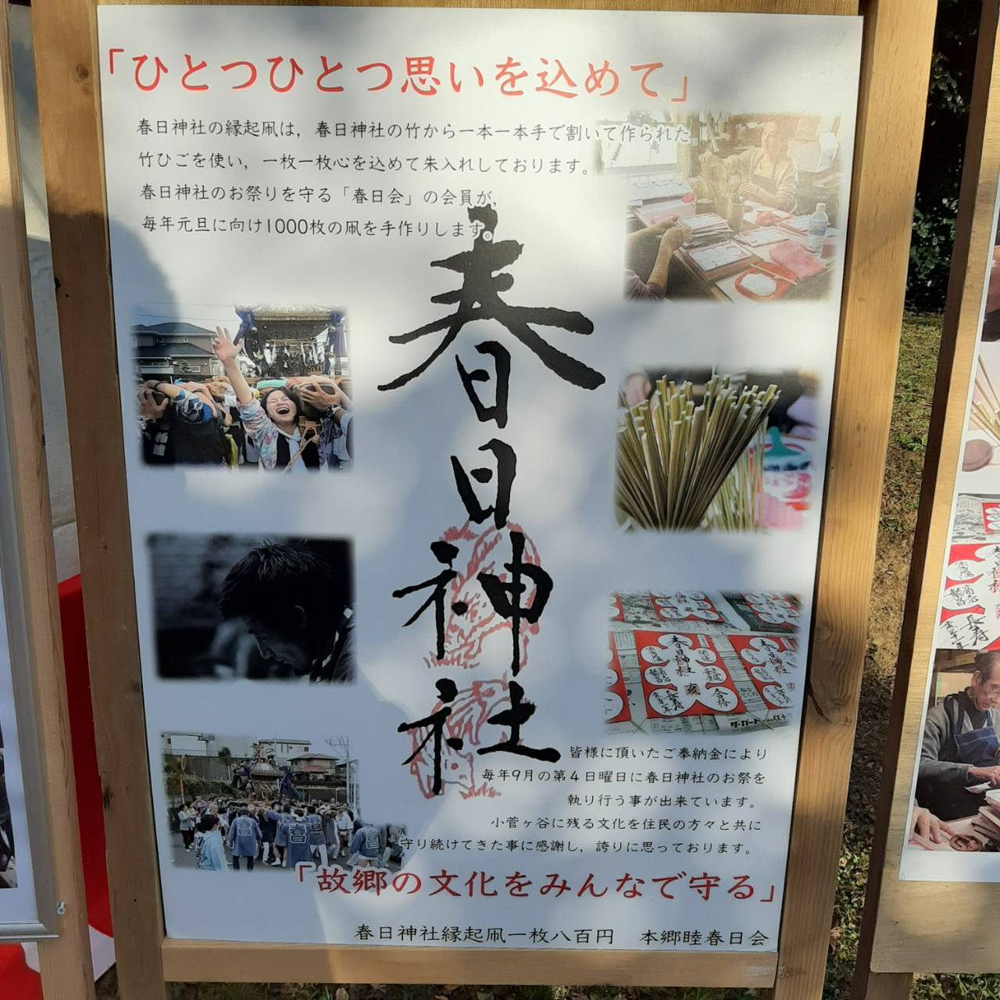 「ひとつひとつ思いを込めて」
春日神社の縁起凧は，春日神社の竹から一本一本手で割いて作られた
竹ひごを使い，一枚一枚心を込めて朱入れしております。
春日神社のお祭りを守る「春日会」の会員が，
毎年元旦に向け1000枚の凧を手作りします。
春日神社
春日神社
亥
合格
長寿
皆様に頂いたご奉納金により
毎年9月の第4日曜日に春日神社のお祭を
執り行う事が出来ています。
小菅ヶ谷に残る文化を住民の方々と共に
守り続けてきた事に感謝し，誇りに思っております。
「故郷の文化をみんなで守る」
春日神社縁起凧一枚八百円　本郷睦春日会